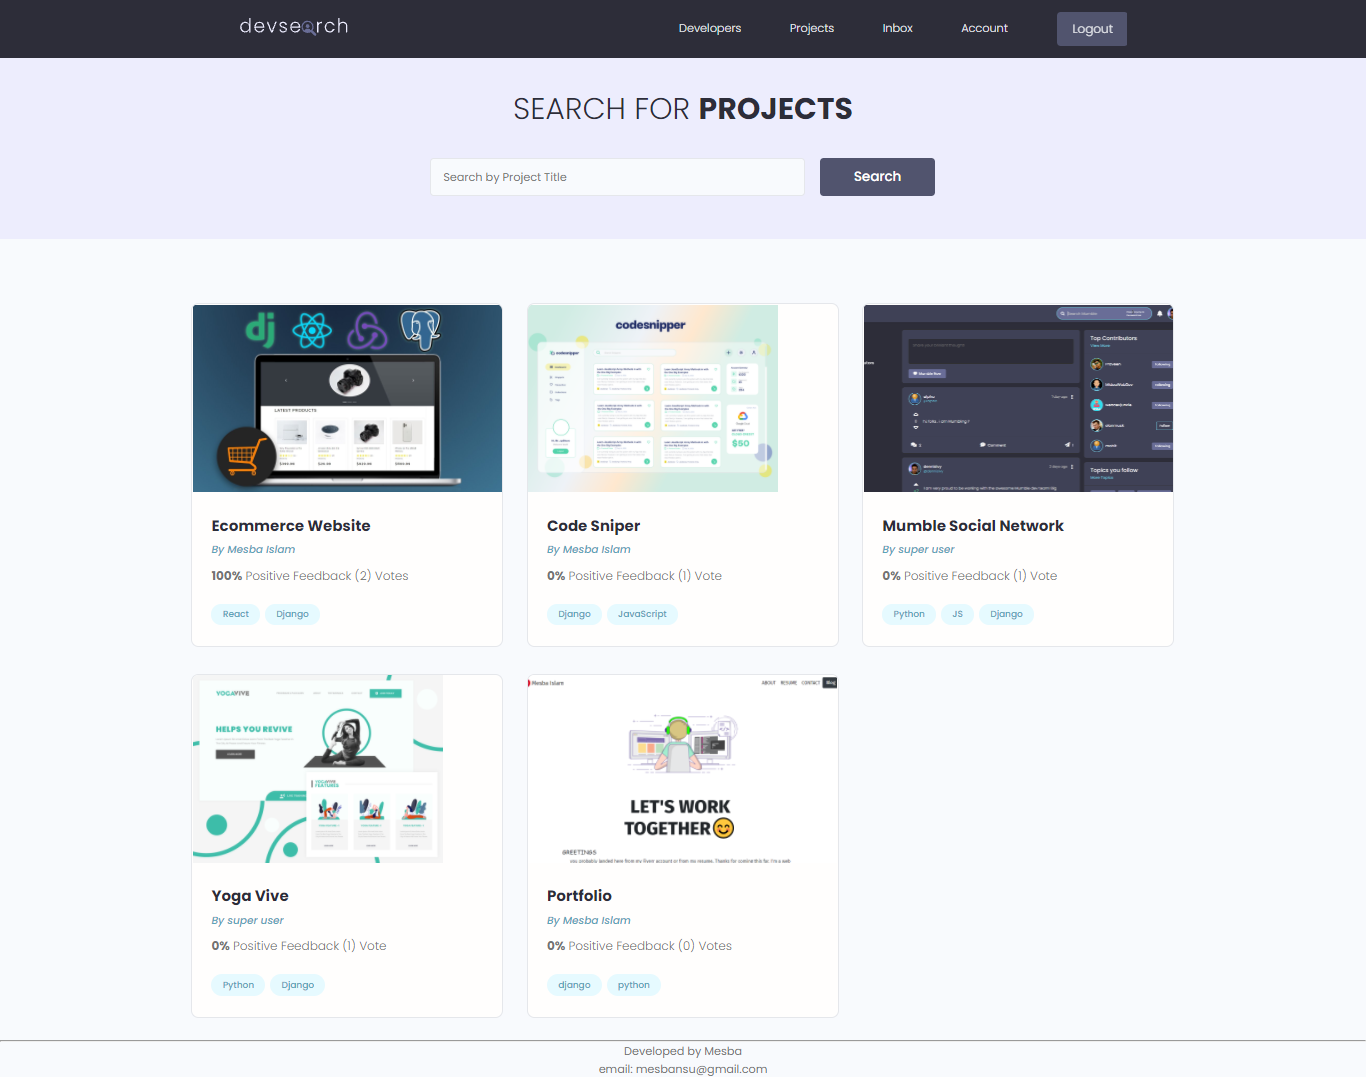 devsearch
Developers
Projects
Inbox
Account
Logout
SEARCH FOR PROJECTS
Search by Project Title
Search
dj
LATEST PRODUCTS
codesnipper
codesnipper
$50
Top Contributors
Topics you follow
Comment
Ecommerce Website
By Mesba Islam
100% Positive Feedback (2) Votes
React
Django
Code Sniper
By Mesba Islam
0% Positive Feedback (1) Vote
Django
JavaScript
Mumble Social Network
By super user
0% Positive Feedback (1) Vote
Python
JS
Django
YOGAVIVE
HELPS YOU REVIVE
YOGAVIVE
FEATURES
Mesba Islam
ABOUT
RESUME
CONTACT
Blog
LET'S WORK
TOGETHER😊
GREETINGS
Yoga Vive
By super user
0% Positive Feedback (1) Vote
Python
Django
Portfolio
By Mesba Islam
0% Positive Feedback (0) Votes
django
python
Developed by Mesba
email: mesbansu@gmail.com